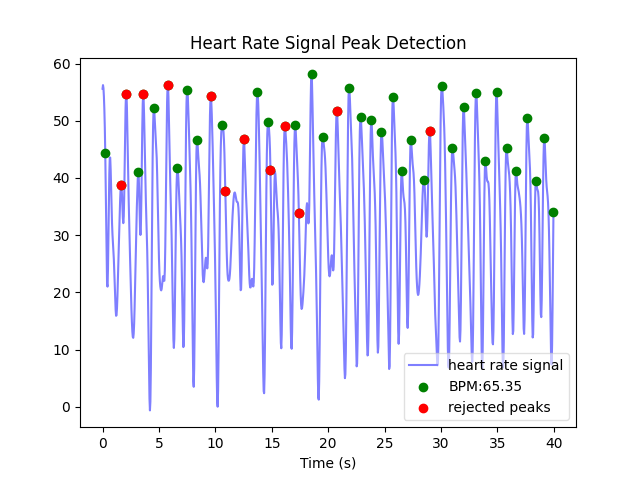 Heart Rate Signal Peak Detection
60
50
40
30
20
10
0
heart rate signal
BPM:65.35
rejected peaks
0 5 10 15 20 25 30 35 40
Time (s)